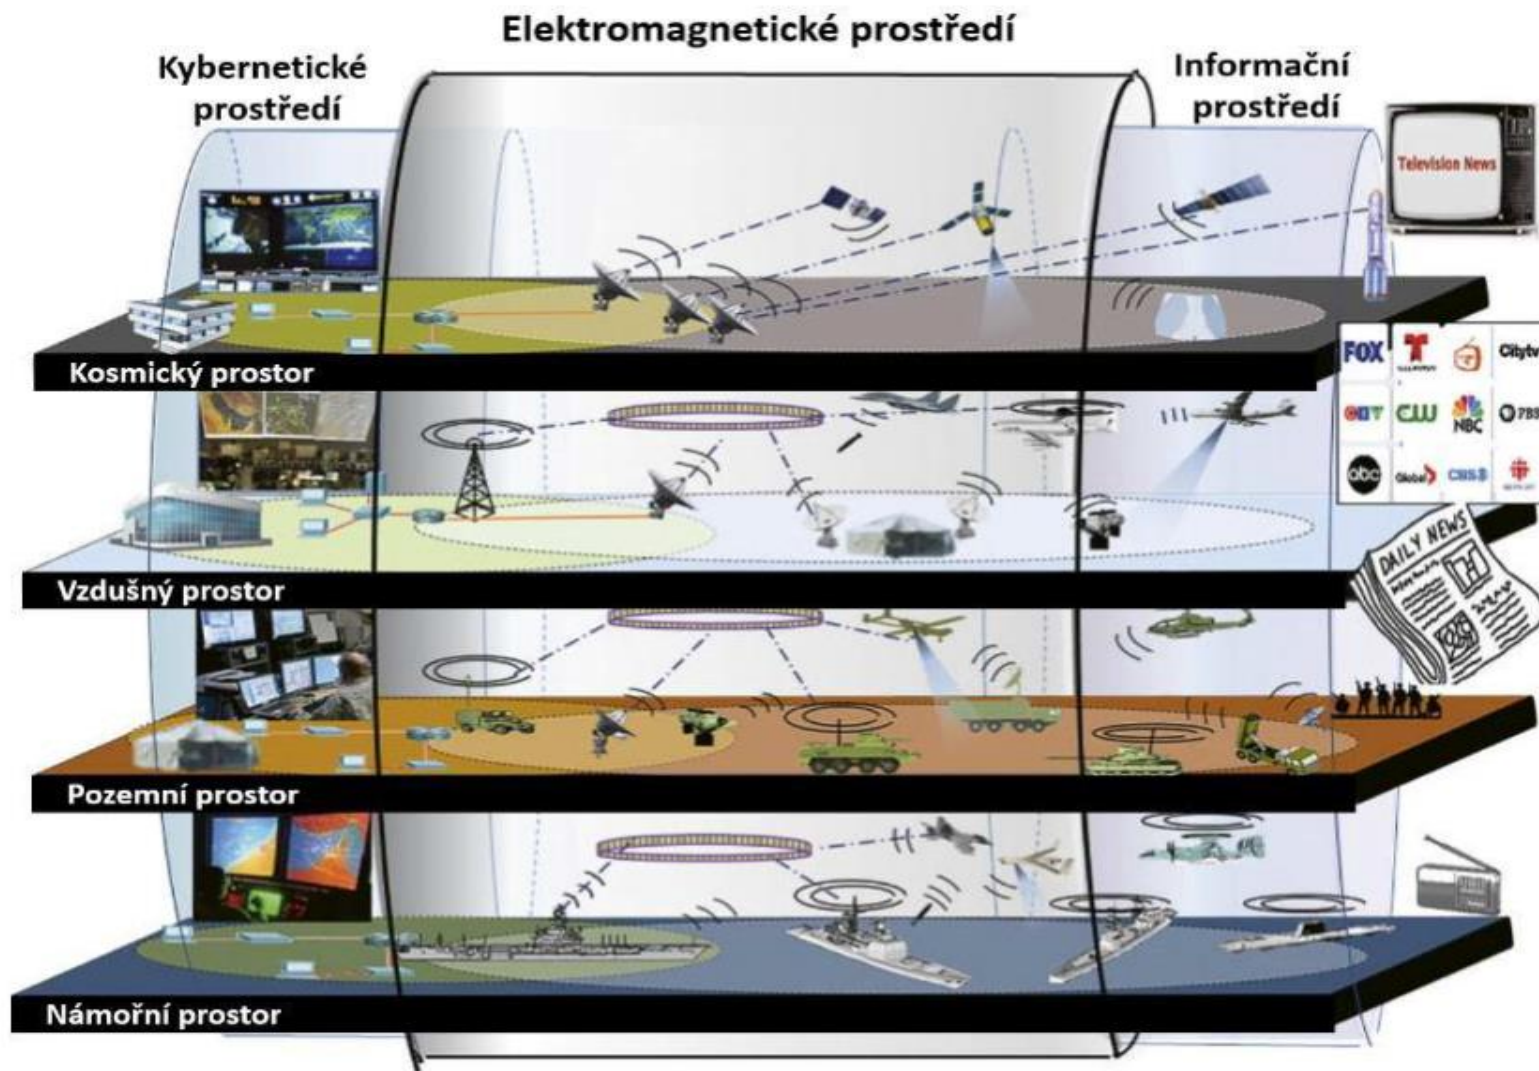 Elektromagnetické prostředí
Kybernetické
prostředí
Informační
prostředí
Television News
Kosmický prostor
FOX
T
Citytv
CTV
CW
NBC
PBS
abc
Global
CBS
Vzdušný prostor
DAILY NEWS
Pozemní prostor
Námořní prostor